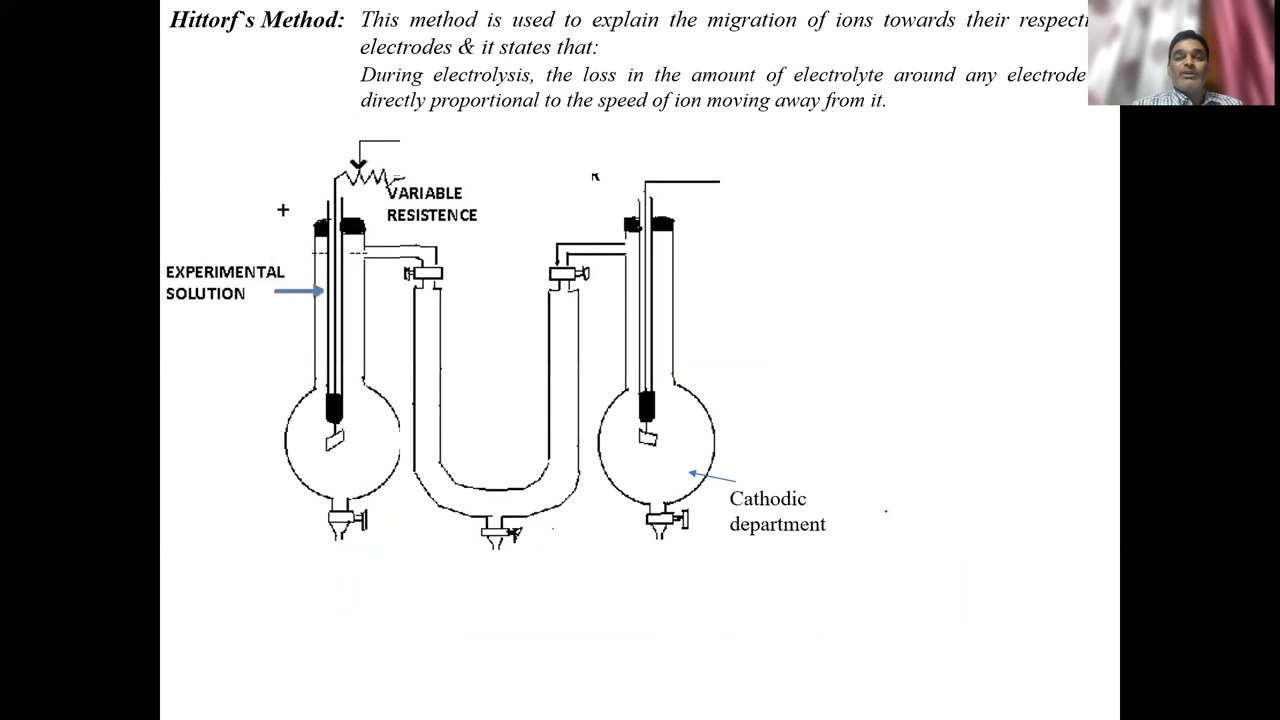 Hittorf`s Method: This method is used to explain the migration of ions towards their
electrodes & it states that:
During electrolysis, the loss in the amount of electrolyte around any electrode
directly proportional to the speed of ion moving away from it.
VARIABLE
RESISTENCE
+
EXPERIMENTAL
SOLUTION
Cathodic
department